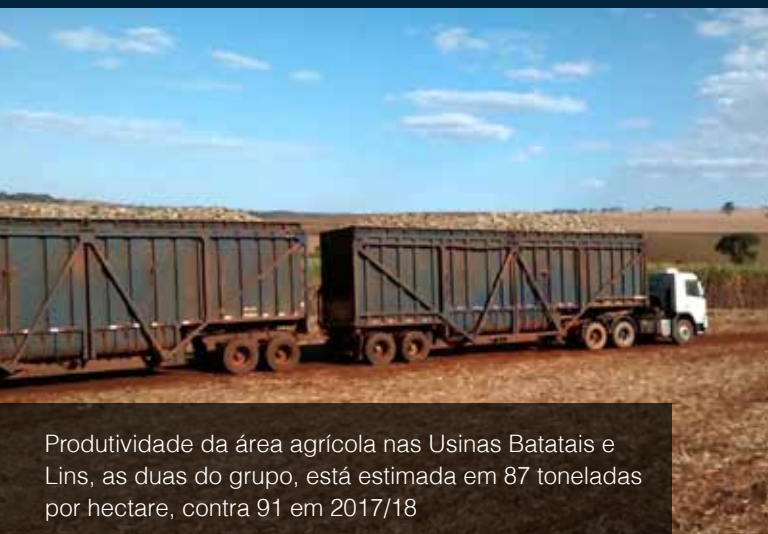 Produtividade da área agrícola nas Usinas Batatais e
Lins, as duas do grupo, está estimada em 87 toneladas
por hectare, contra 91 em 2017/18